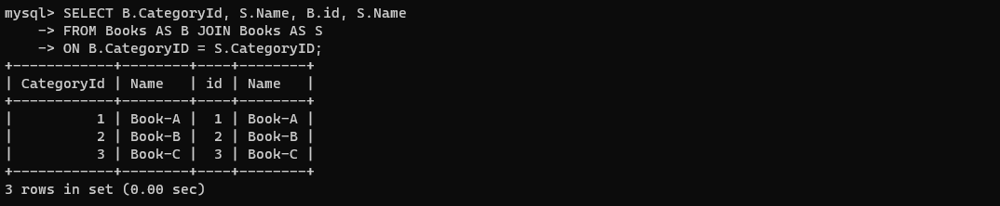 mysql> SELECT B.CategoryId, S.Name, B.id, S.Name
    -> FROM Books AS B JOIN Books AS S
    -> ON B.CategoryID = S.CategoryID;
+------------+--------+----+--------+
| CategoryId | Name   | id | Name   |
+------------+--------+----+--------+
|          1 | Book-A |  1 | Book-A |
|          2 | Book-B |  2 | Book-B |
|          3 | Book-C |  3 | Book-C |
+------------+--------+----+--------+
3 rows in set (0.00 sec)